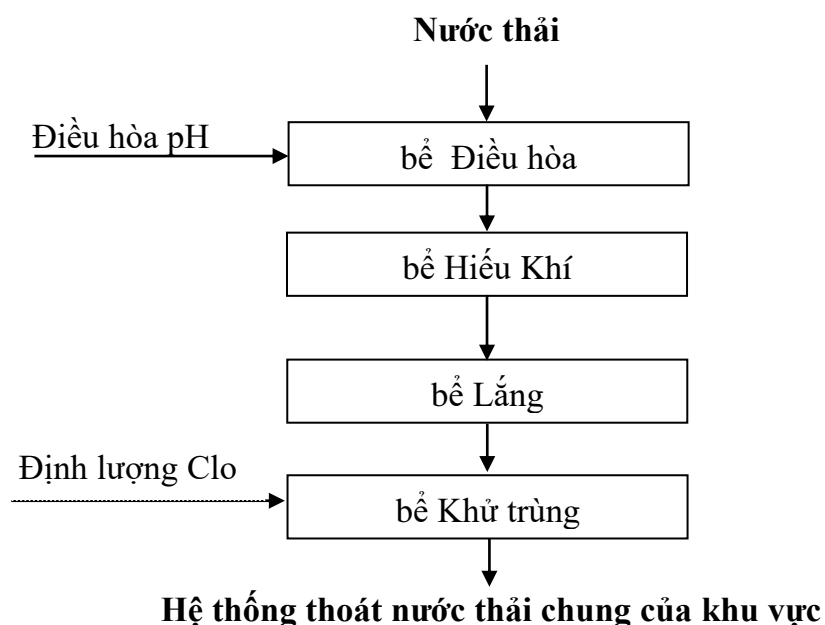 Nước thải
Điều hòa pH
bể Điều hòa
bể Hiếu Khí
bể Lắng
Định lượng Clo
bể Khử trùng
Hệ thống thoát nước thải chung của khu vực